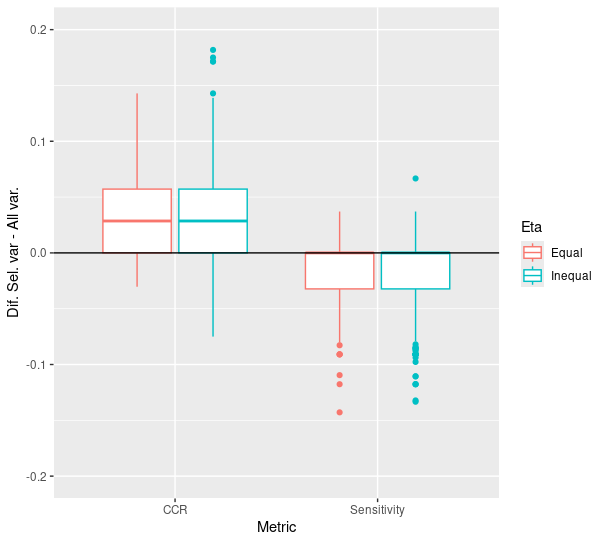 0.2
0.1
0.0
-0.1
-0.2
Dif. Sel. var - All var.
CCR
Sensitivity
Metric
Eta
Equal
Inequal